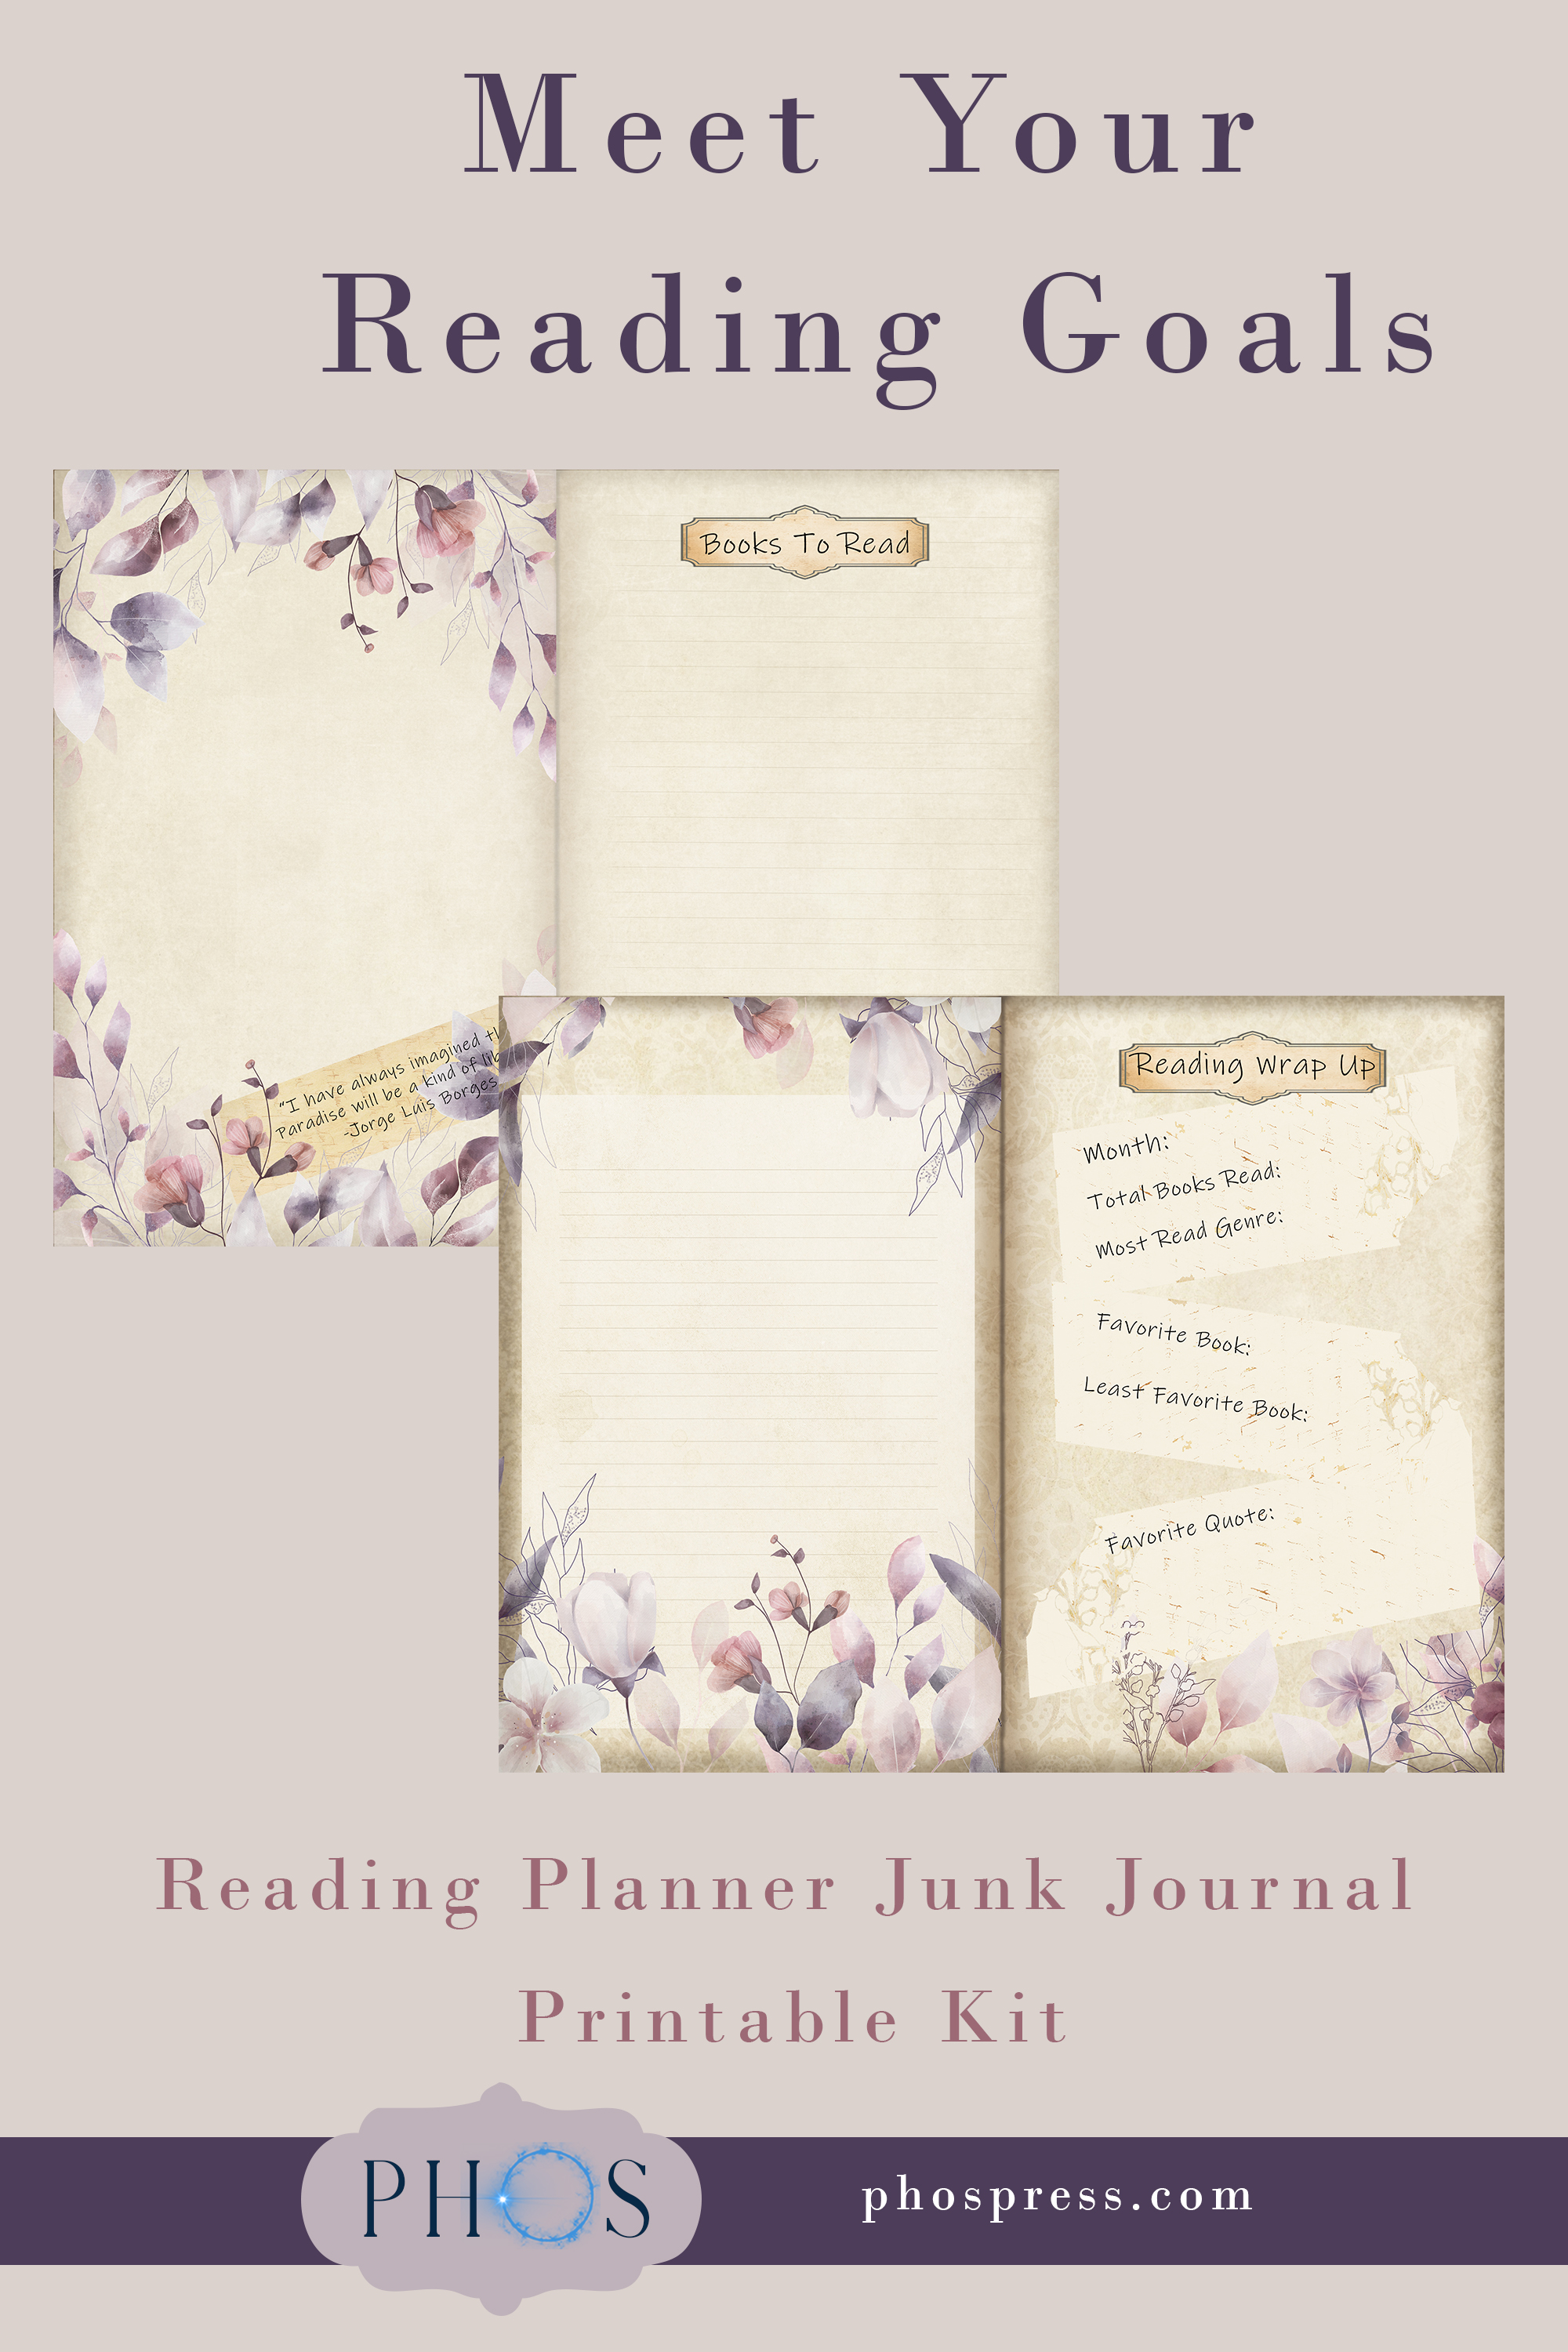 Meet Your
Reading Goals
Books To Read
"I have always imagined
Paradise will be a kind of
-Jorge Luis Borges
Reading Wrap Up
Month:
Total Books Read:
Most Read Genre:
Favorite Book:
Least Favorite Book:
Favorite Quote:
Reading Planner Junk Journal
Printable Kit
PHOS
phospress.com